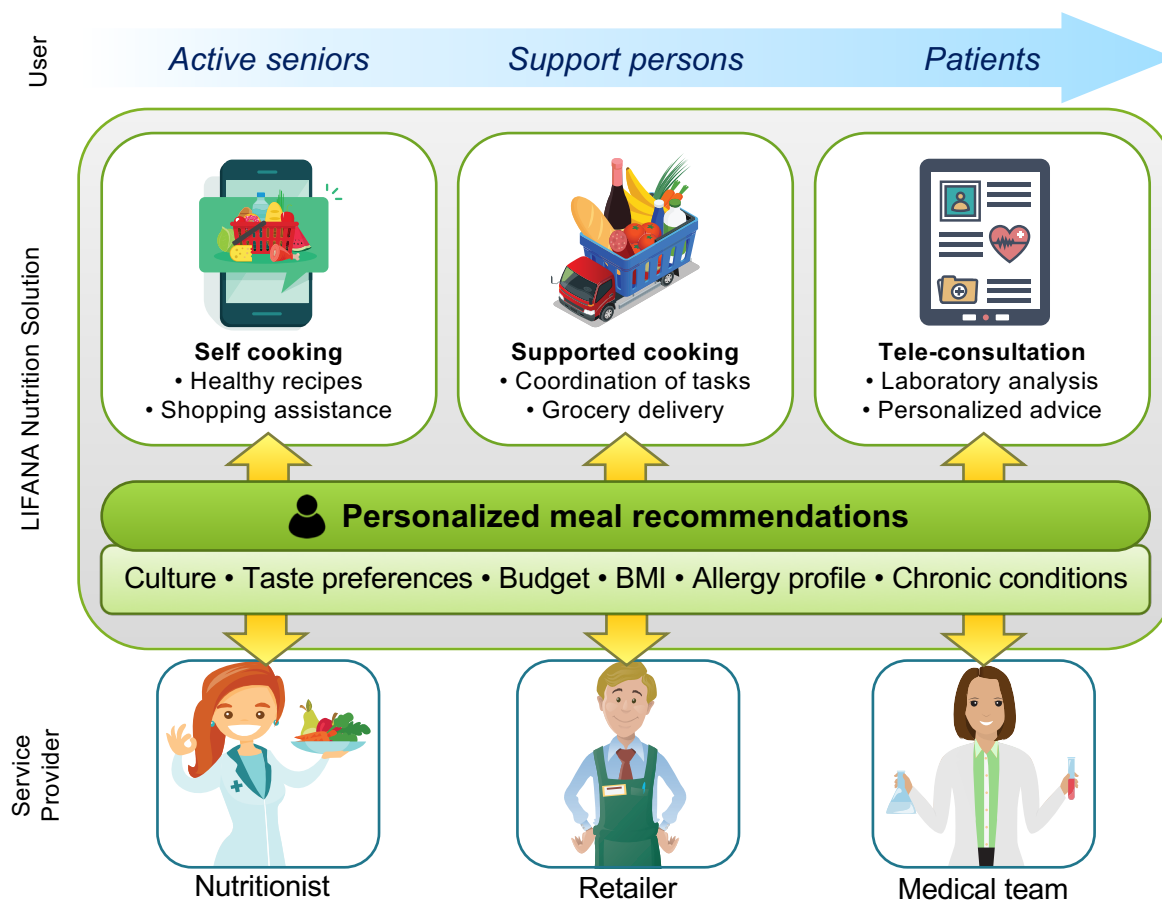 User
Active seniors
Support persons
Patients
LIFANA Nutrition Solution
Self cooking
• Healthy recipes
• Shopping assistance
Supported cooking
• Coordination of tasks
• Grocery delivery
Tele-consultation
• Laboratory analysis
• Personalized advice
Personalized meal recommendations
Culture • Taste preferences • Budget • BMI • Allergy profile • Chronic conditions
Service
Provider
Nutritionist
Retailer
Medical team